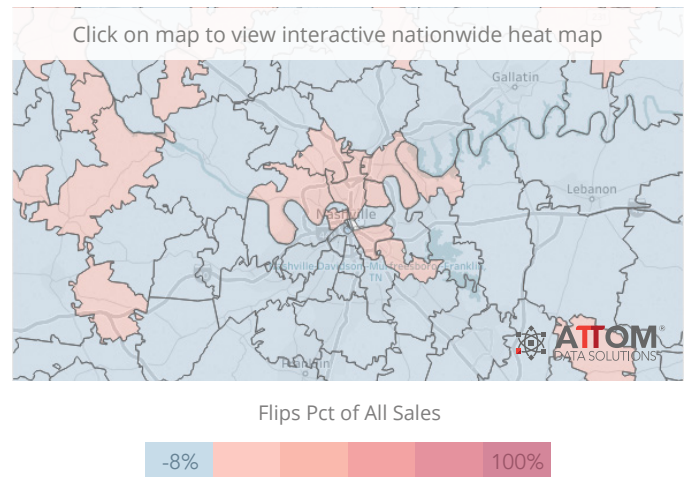 Click on map to view interactive nationwide heat map
Gallatin
Lebanon
Nashville
Nashville-Davidson–Murfreesboro–Franklin,
TN
Franklin
ATTOM®
DATA SOLUTIONS
Flips Pct of All Sales
-8%
100%